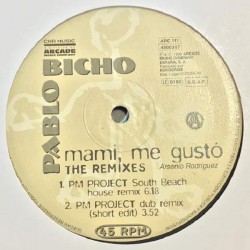 CNR MUSIC
ARCADE
PABLO BICHO
mami, me gustó
THE REMIXES Arsenio Rodríguez
1. PM PROJECT South Beach
house remix 6.18
2. PM PROJECT dub remix
(short edit) 3.52
45 RPM